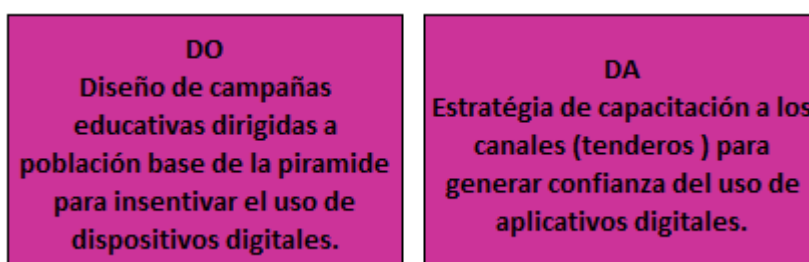 DO
Diseño de campañas
educativas dirigidas a
población base de la piramide
para insentivar el uso de
dispositivos digitales.
DA
Estratégia de capacitación a los
canales (tenderos ) para
generar confianza del uso de
aplicativos digitales.